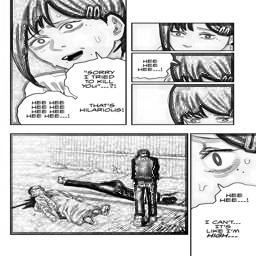 "SORRY
I TRIED
TO KILL
YOU"...?!
HEE HEE
HEE HEE
HEE HEE
HEE...!
THAT'S
HILARIOUS!
HEE
HEE
HEE...!
HEE
HEE...!
I CAN'T...
IT'S
LIKE I'M
HIGH...